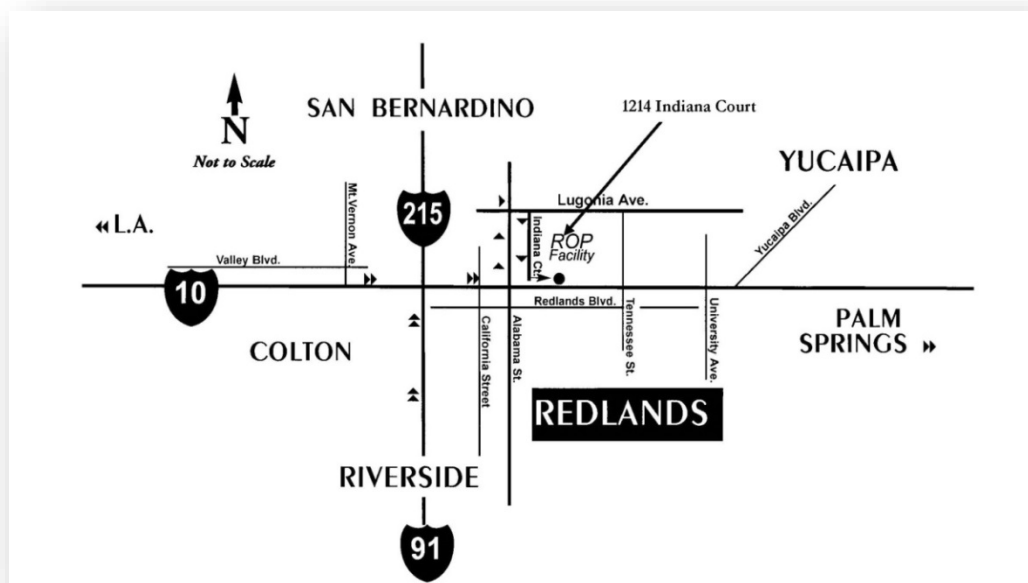 SAN BERNARDINO
1214 Indiana Court
N
Not to Scale
YUCAIPA
Mt.Vernon Ave.
215
Lugonia Ave.
L.A.
Indiana Ct.
ROP
Facility
Yucaipa Blvd.
Valley Blvd.
10
Redlands Blvd.
COLTON
California Street
Alabama St.
Tennessee St.
University Ave.
PALM
SPRINGS
REDLANDS
RIVERSIDE
91